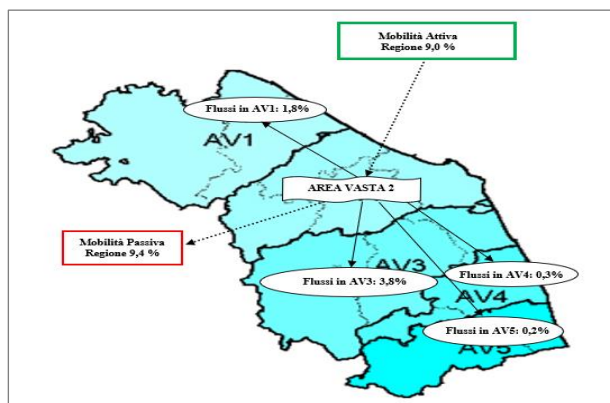 Mobilità Attiva
Regione 9,0 %
Flussi in AV1: 1,8%
AV1
AREA VASTA 2
Mobilità Passiva
Regione 9,4 %
AV3
Flussi in AV4: 0,3%
Flussi in AV3: 3,8%
AV4
Flussi in AV5: 0,2%
AV5